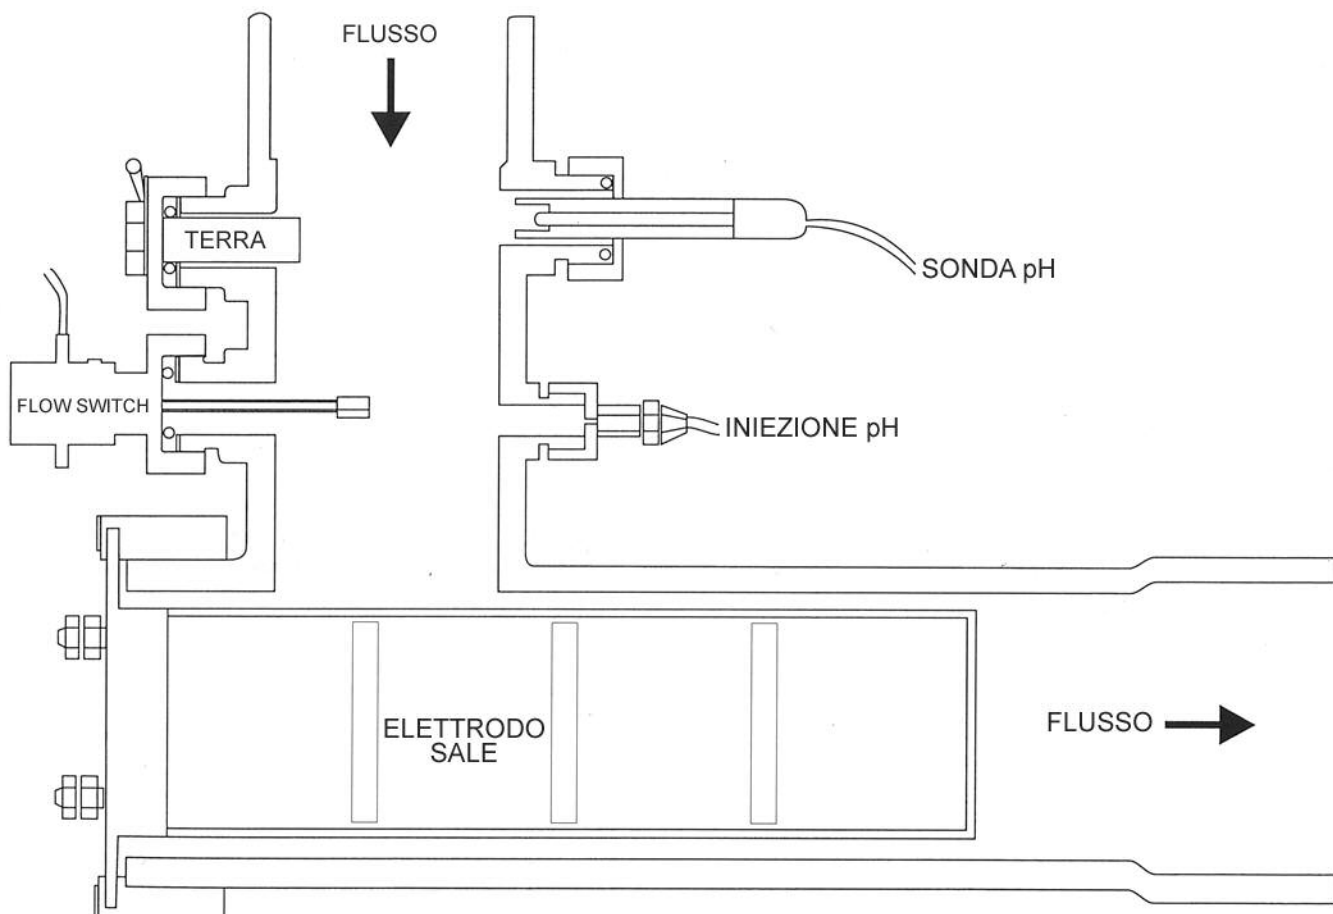 FLUSSO
TERRA
SONDA pH
FLOW SWITCH
INIEZIONE pH
ELETTRODO
SALE
FLUSSO